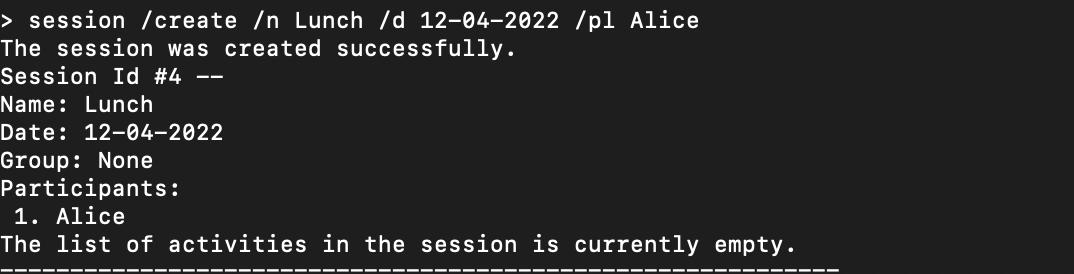 > session /create /n Lunch /d 12-04-2022 /pl Alice
The session was created successfully.
Session Id #4 --
Name: Lunch
Date: 12-04-2022
Group: None
Participants:
 1. Alice
The list of activities in the session is currently empty.
------------------------------------------------------------